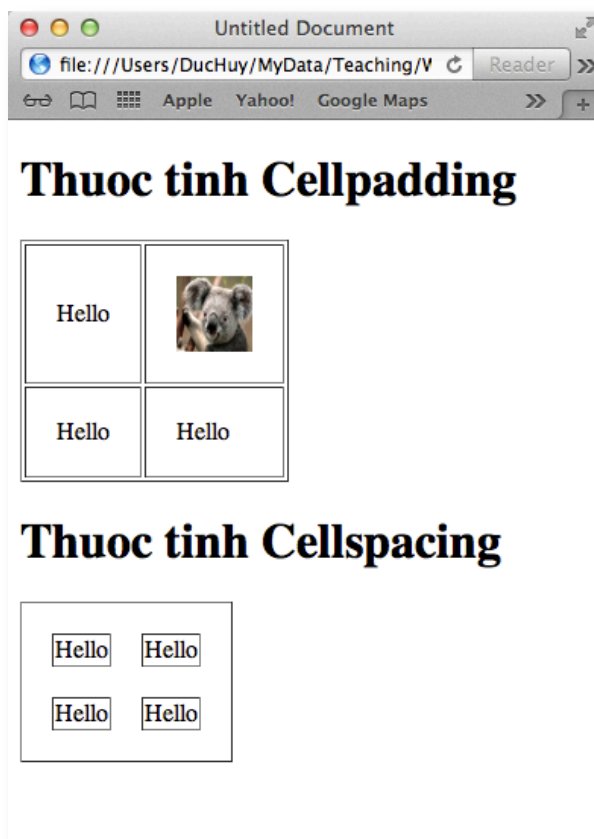 Untitled Document
file:///Users/DucHuy/MyData/Teaching/W Reader
Apple Yahoo! Google Maps
Thuoc tinh Cellpadding
Hello
Hello Hello
Thuoc tinh Cellspacing
Hello Hello
Hello Hello